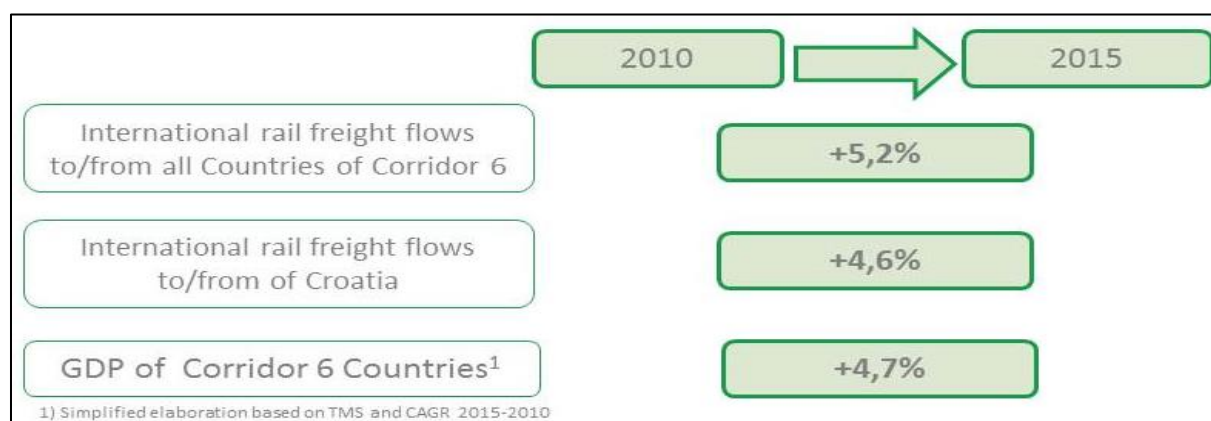 2010
2015
International rail freight flows
to/from all Countries of Corridor 6
+5,2%
International rail freight flows
to/from of Croatia
+4,6%
GDP of Corridor 6 Countries¹
+4,7%
1) Simplified elaboration based on TMS and CAGR 2015-2010